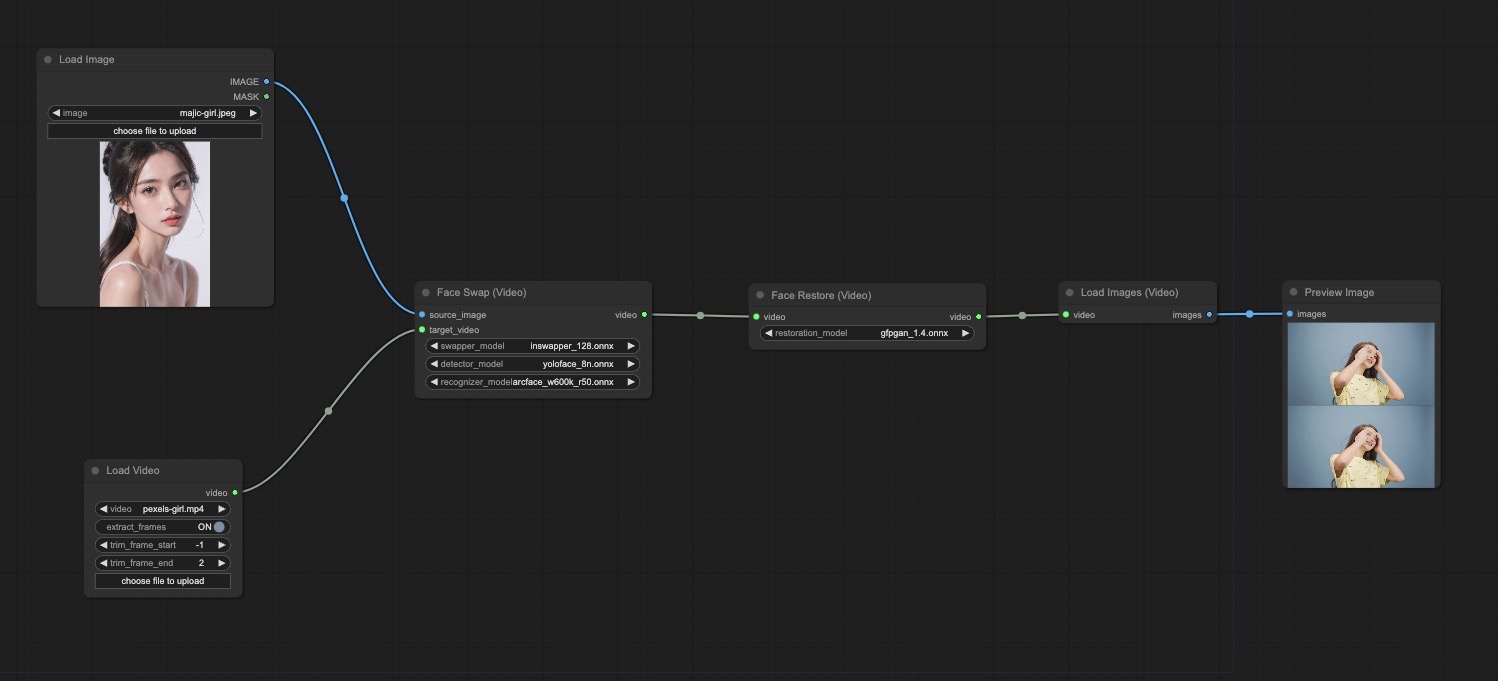 Load Image
IMAGE
MASK
image majic-girl.jpeg
choose file to upload
Face Swap (Video)
source_image video
target_video
swapper_model inswapper_128.onnx
detector_model yoloface_8n.onnx
recognizer_model arcface_w600k_r50.onnx
Face Restore (Video)
video video
restoration_model gfpgan_1.4.onnx
Load Images (Video)
video images
Preview Image
images
Load Video
video
video pexels-girl.mp4
extract_frames ON
trim_frame_start -1
trim_frame_end 2
choose file to upload